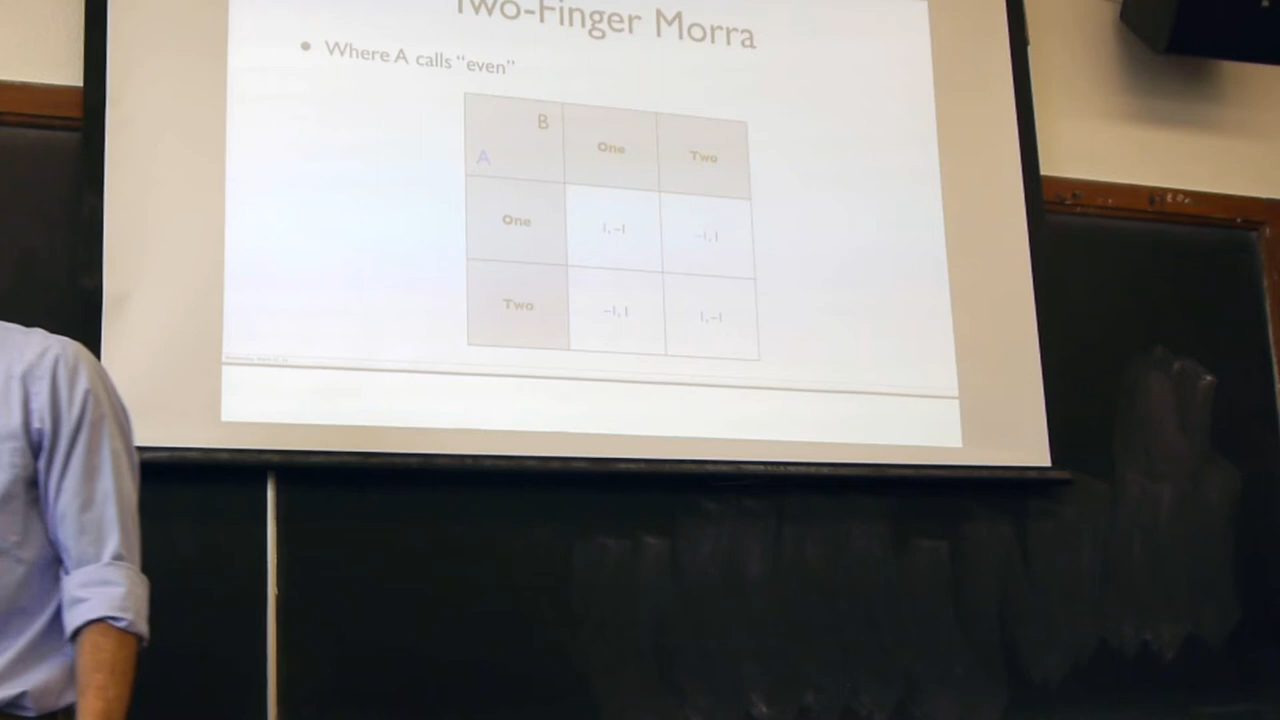 Two-Finger Morra
• Where A calls “even”
B
A
One
Two
One
1, –1
–1, 1
Two
–1, 1
1, –1